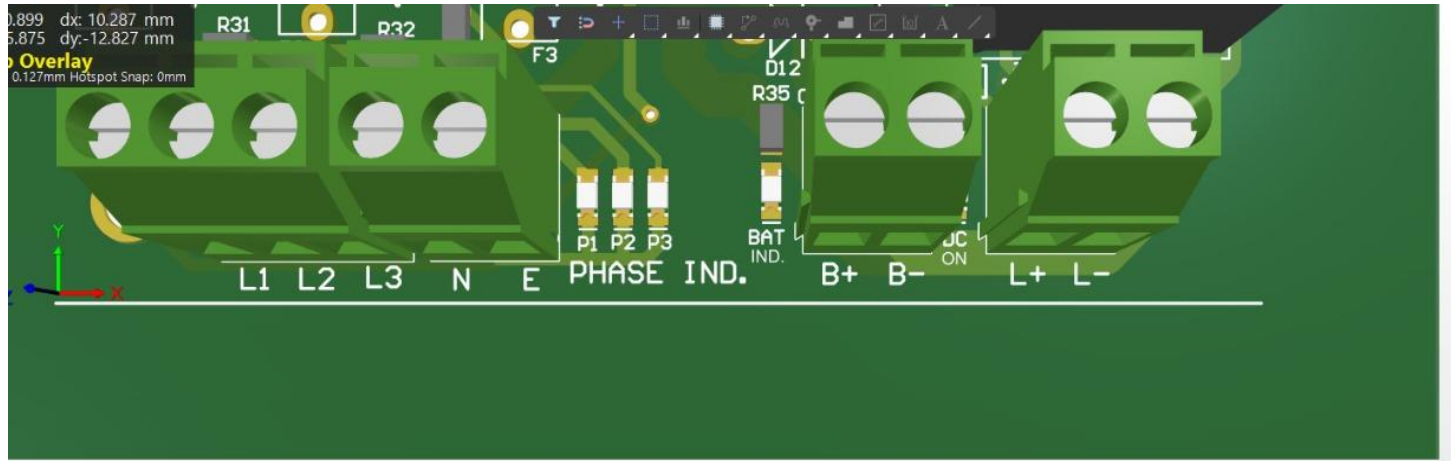 0.899 dx: 10.287 mm
5.875 dy:-12.827 mm
Overlay
0.127mm Hotspot Snap: 0mm
R31
R32
F3
D12
R35
P1 P2 P3
BAT
IND.
DC
ON
L1 L2 L3 N E PHASE IND. B+ B- L+ L-
Y
X
Z